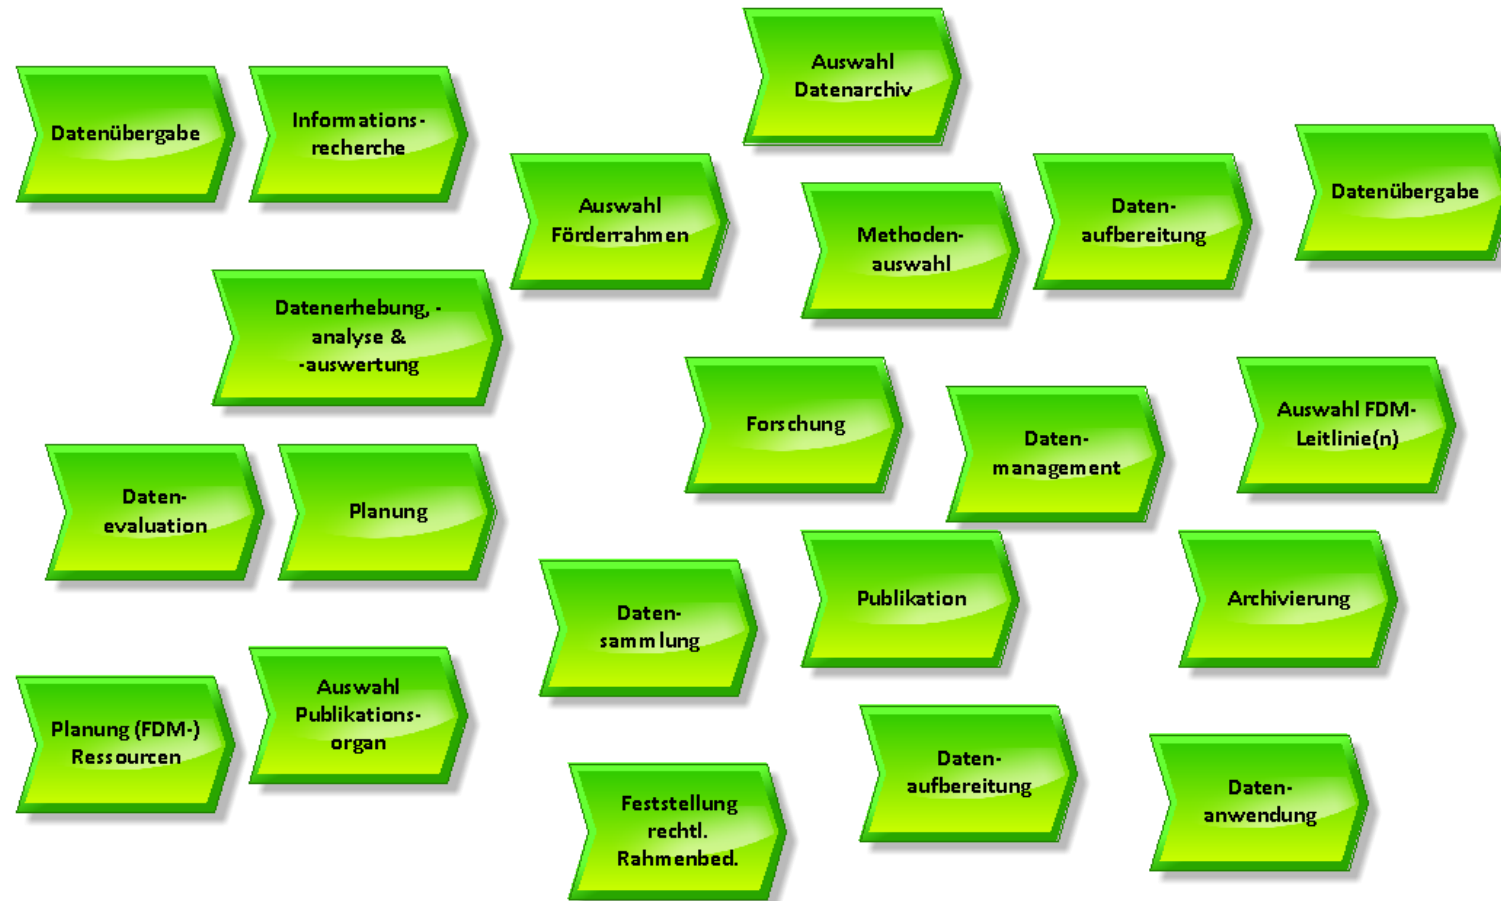 Auswahl
Datenarchiv
Datenübergabe
Informations-
recherche
Auswahl
Förderrahmen
Methoden-
auswahl
Daten-
aufbereitung
Datenübergabe
Datenerhebung, -
analyse &
-auswertung
Forschung
Daten-
management
Auswahl FDM-
Leitlinie(n)
Daten-
evaluation
Planung
Daten-
sammlung
Publikation
Archivierung
Planung (FDM-)
Ressourcen
Auswahl
Publikations-
organ
Feststellung
rechtl.
Rahmenbed.
Daten-
aufbereitung
Daten-
anwendung